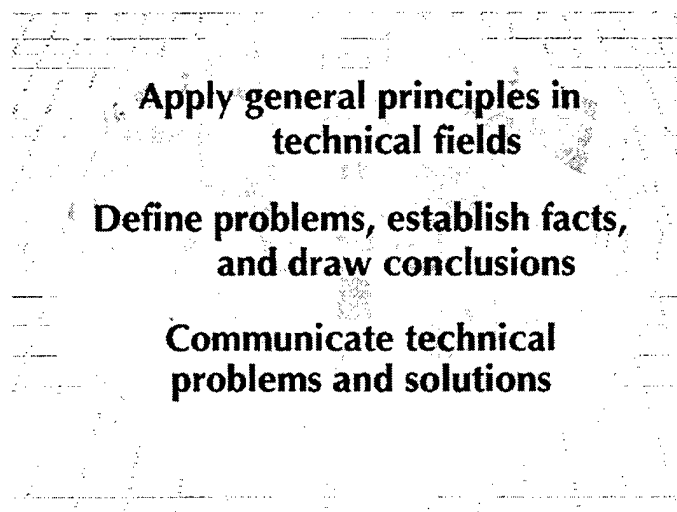 Apply general principles in
technical fields
Define problems, establish facts,
and draw conclusions
Communicate technical
problems and solutions